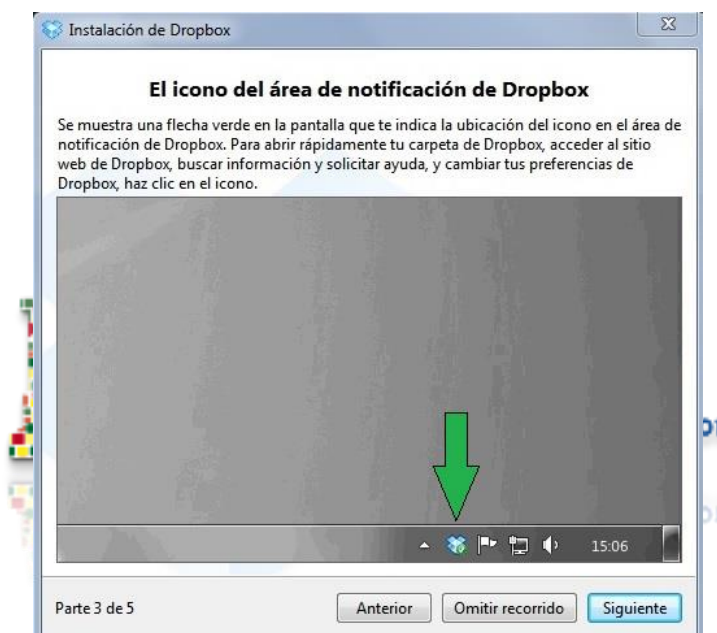 Instalación de Dropbox
El icono del área de notificación de Dropbox
Se muestra una flecha verde en la pantalla que te indica la ubicación del icono en el área de
notificación de Dropbox. Para abrir rápidamente tu carpeta de Dropbox, acceder al sitio
web de Dropbox, buscar información y solicitar ayuda, y cambiar tus preferencias de
Dropbox, haz clic en el icono.
15:06
Parte 3 de 5
Anterior
Omitir recorrido
Siguiente